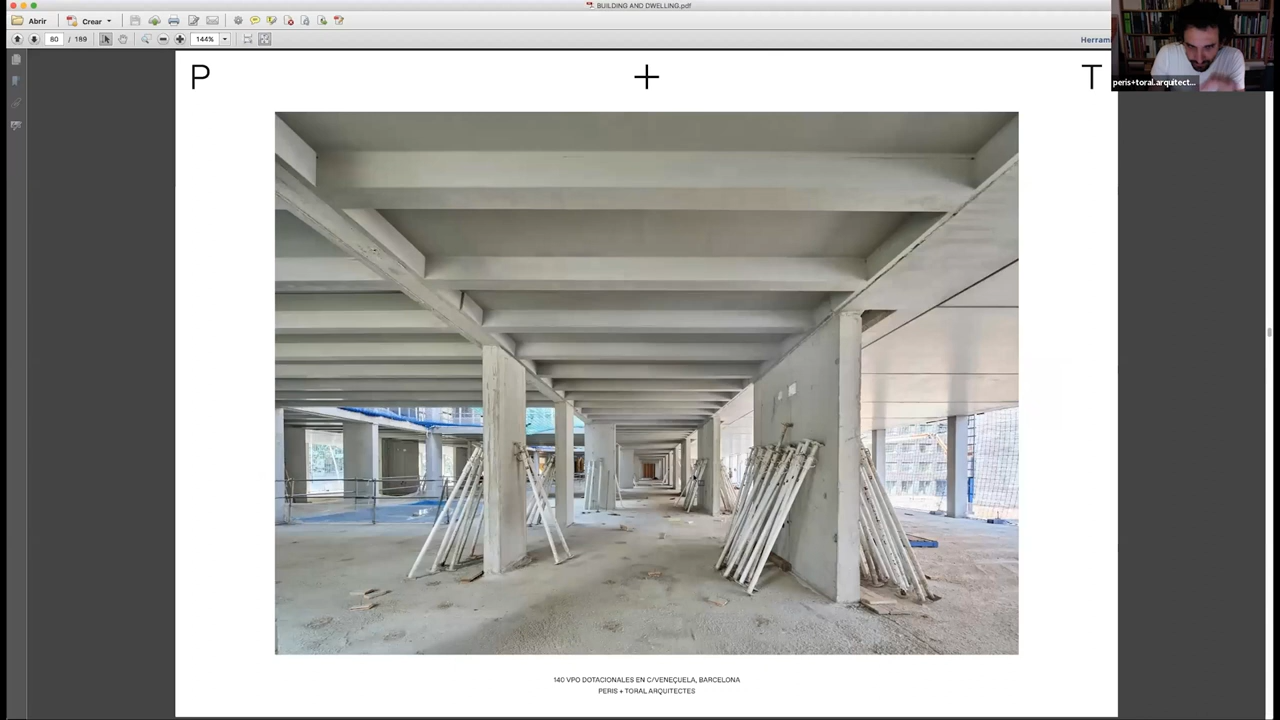 BUILDING AND DWELLING.pdf
Abrir
Crear
80 / 189
144%
Herrami
peris+toral.arquitect...
P + T
140 VPO DOTACIONALES EN C/VENEÇUELA, BARCELONA
PERIS + TORAL ARQUITECTES